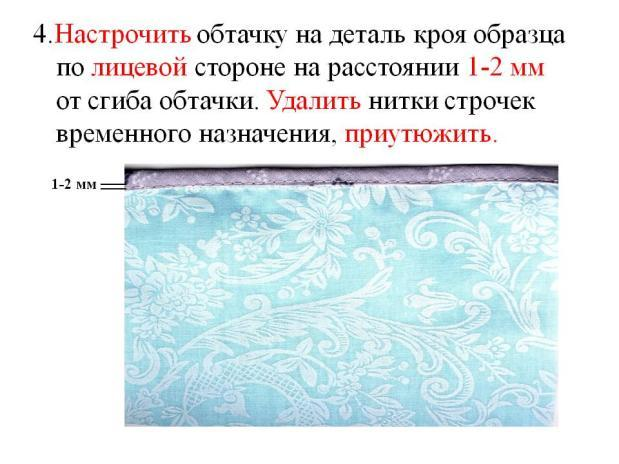 4.Настрочить обтачку на деталь кроя образца
по лицевой стороне на расстоянии 1-2 мм
от сгиба обтачки. Удалить нитки строчек
временного назначения, приутюжить.
1-2 мм